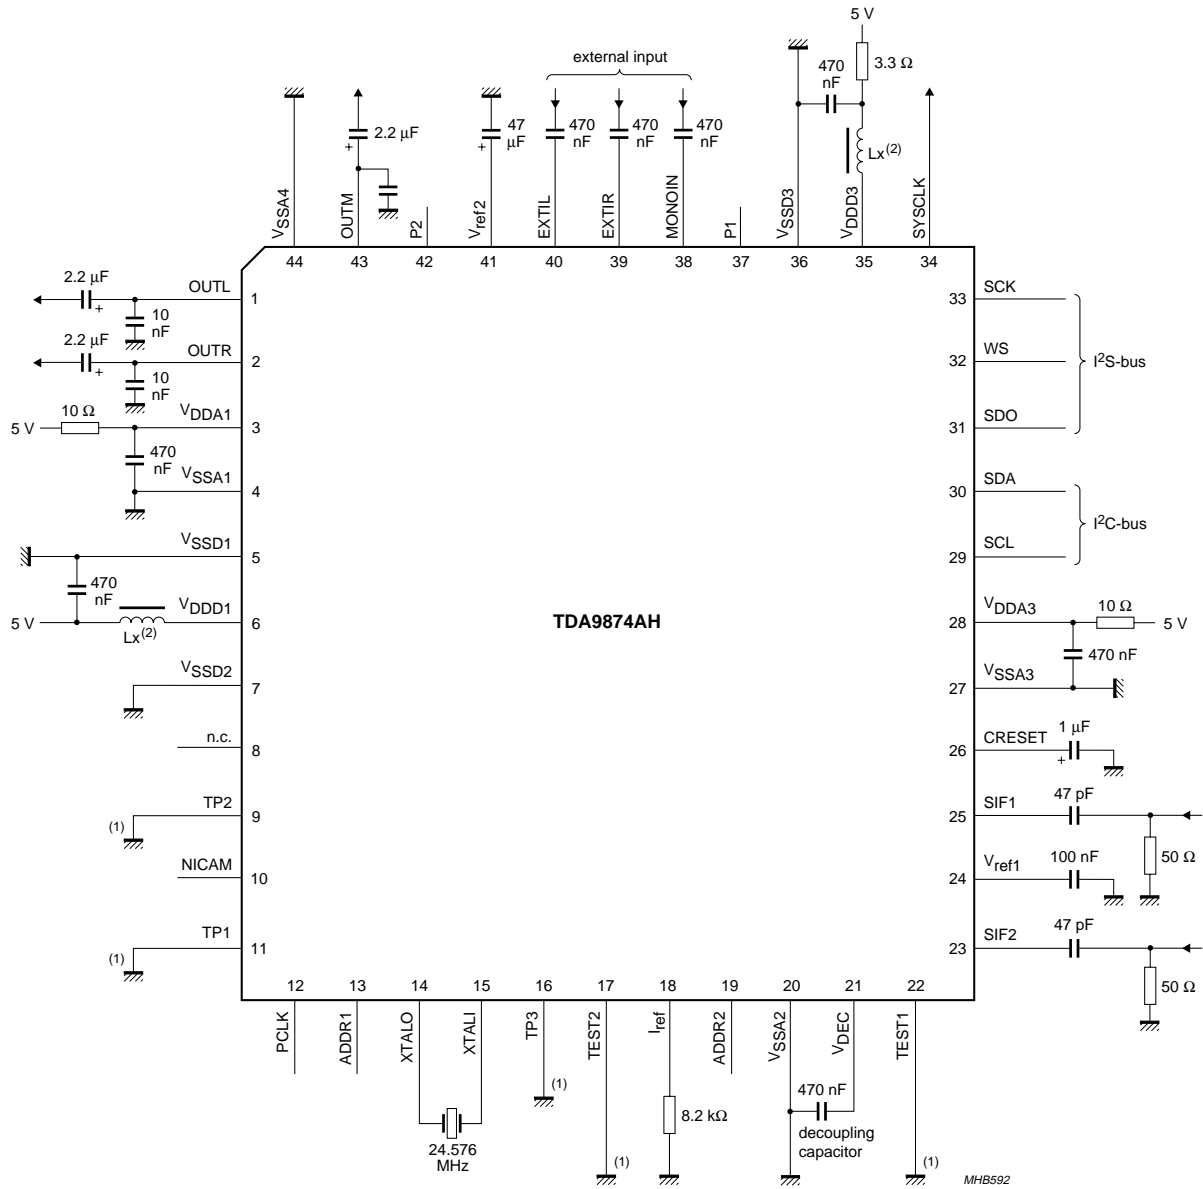 5 V
external input
470 nF
3.3 Ω
2.2 µF
+
47 µF
+
470 nF
470 nF
470 nF
Lx(2)
VSSA4
OUTM
P2
Vref2
EXTIL
EXTIR
MONOIN
P1
VSSD3
VDDD3
SYSCLK
44
43
42
41
40
39
38
37
36
35
34
2.2 µF
+
OUTL
1
10 nF
2.2 µF
+
OUTR
2
10 nF
5 V
10 Ω
VDDA1
3
470 nF
VSSA1
4
VSSD1
5
470 nF
5 V
Lx(2)
VDDD1
6
VSSD2
7
n.c.
8
(1)
TP2
9
NICAM
10
(1)
TP1
11
TDA9874AH
33
SCK
32
WS
I2S-bus
31
SDO
30
SDA
I2C-bus
29
SCL
28
VDDA3
10 Ω
5 V
470 nF
27
VSSA3
26
CRESET
1 µF
+
25
SIF1
47 pF
50 Ω
24
Vref1
100 nF
23
SIF2
47 pF
50 Ω
12
13
14
15
16
17
18
19
20
21
22
PCLK
ADDR1
XTALO
XTALI
TP3
TEST2
Iref
ADDR2
VSSA2
VDEC
TEST1
(1)
470 nF
8.2 kΩ
decoupling
capacitor
24.576
MHz
(1)
(1)
MHB592